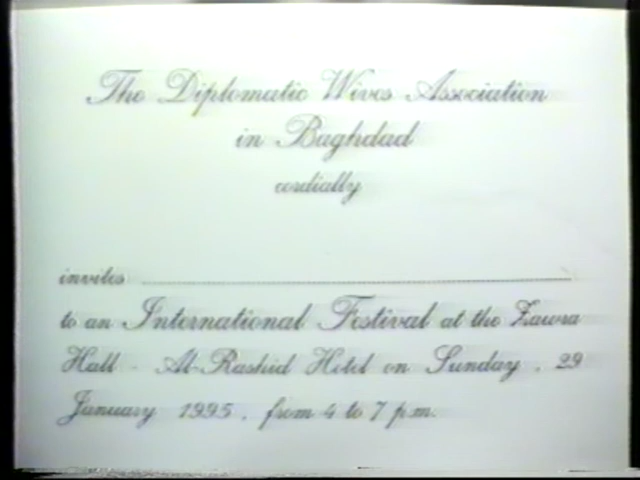 The Diplomatic Wives Association
in Baghdad
cordially
invites
to an International Festival at the Zawra
Hall - Al-Rashid Hotel on Sunday , 29
January 1995 , from 4 to 7 p.m.